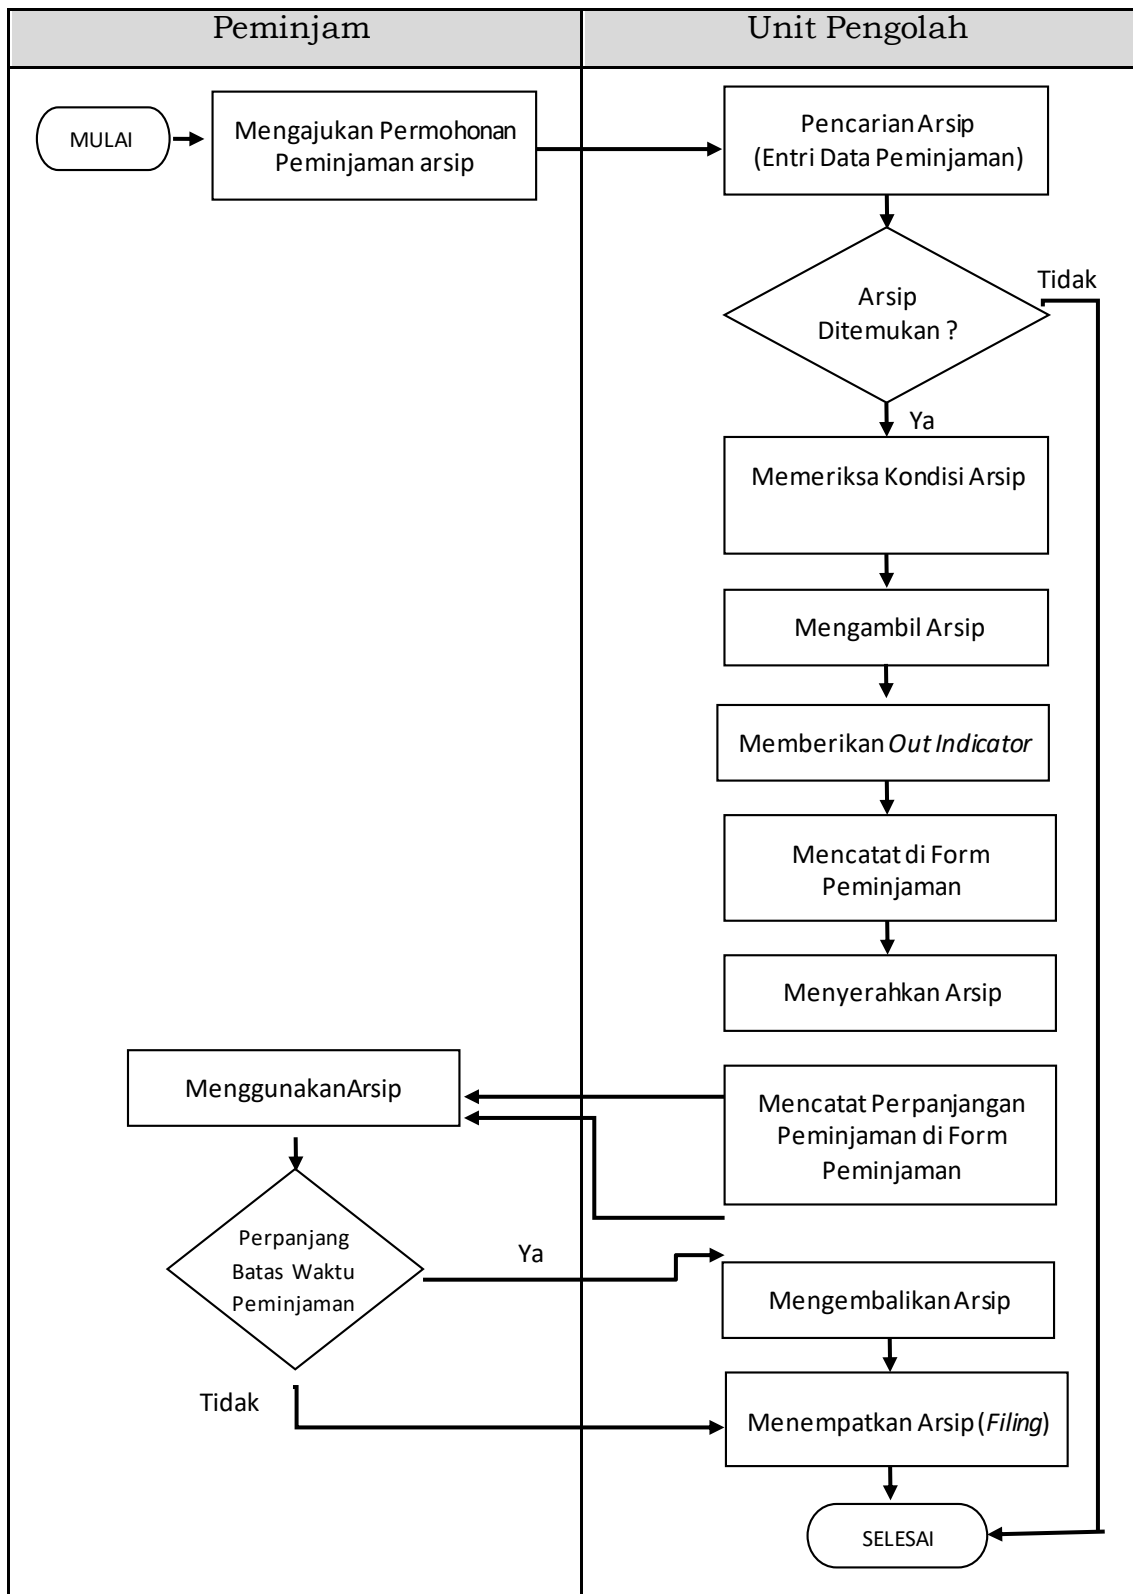 Peminjam
Unit Pengolah
MULAI
Mengajukan Permohonan
Peminjaman arsip
Pencarian Arsip
(Entri Data Peminjaman)
Arsip
Ditemukan ?
Tidak
Ya
Memeriksa Kondisi Arsip
Mengambil Arsip
Memberikan Out Indicator
Mencatat di Form
Peminjaman
Menyerahkan Arsip
Menggunakan Arsip
Mencatat Perpanjangan
Peminjaman di Form
Peminjaman
Perpanjang
Batas Waktu
Peminjaman
Ya
Mengembalikan Arsip
Tidak
Menempatkan Arsip (Filing)
SELESAI